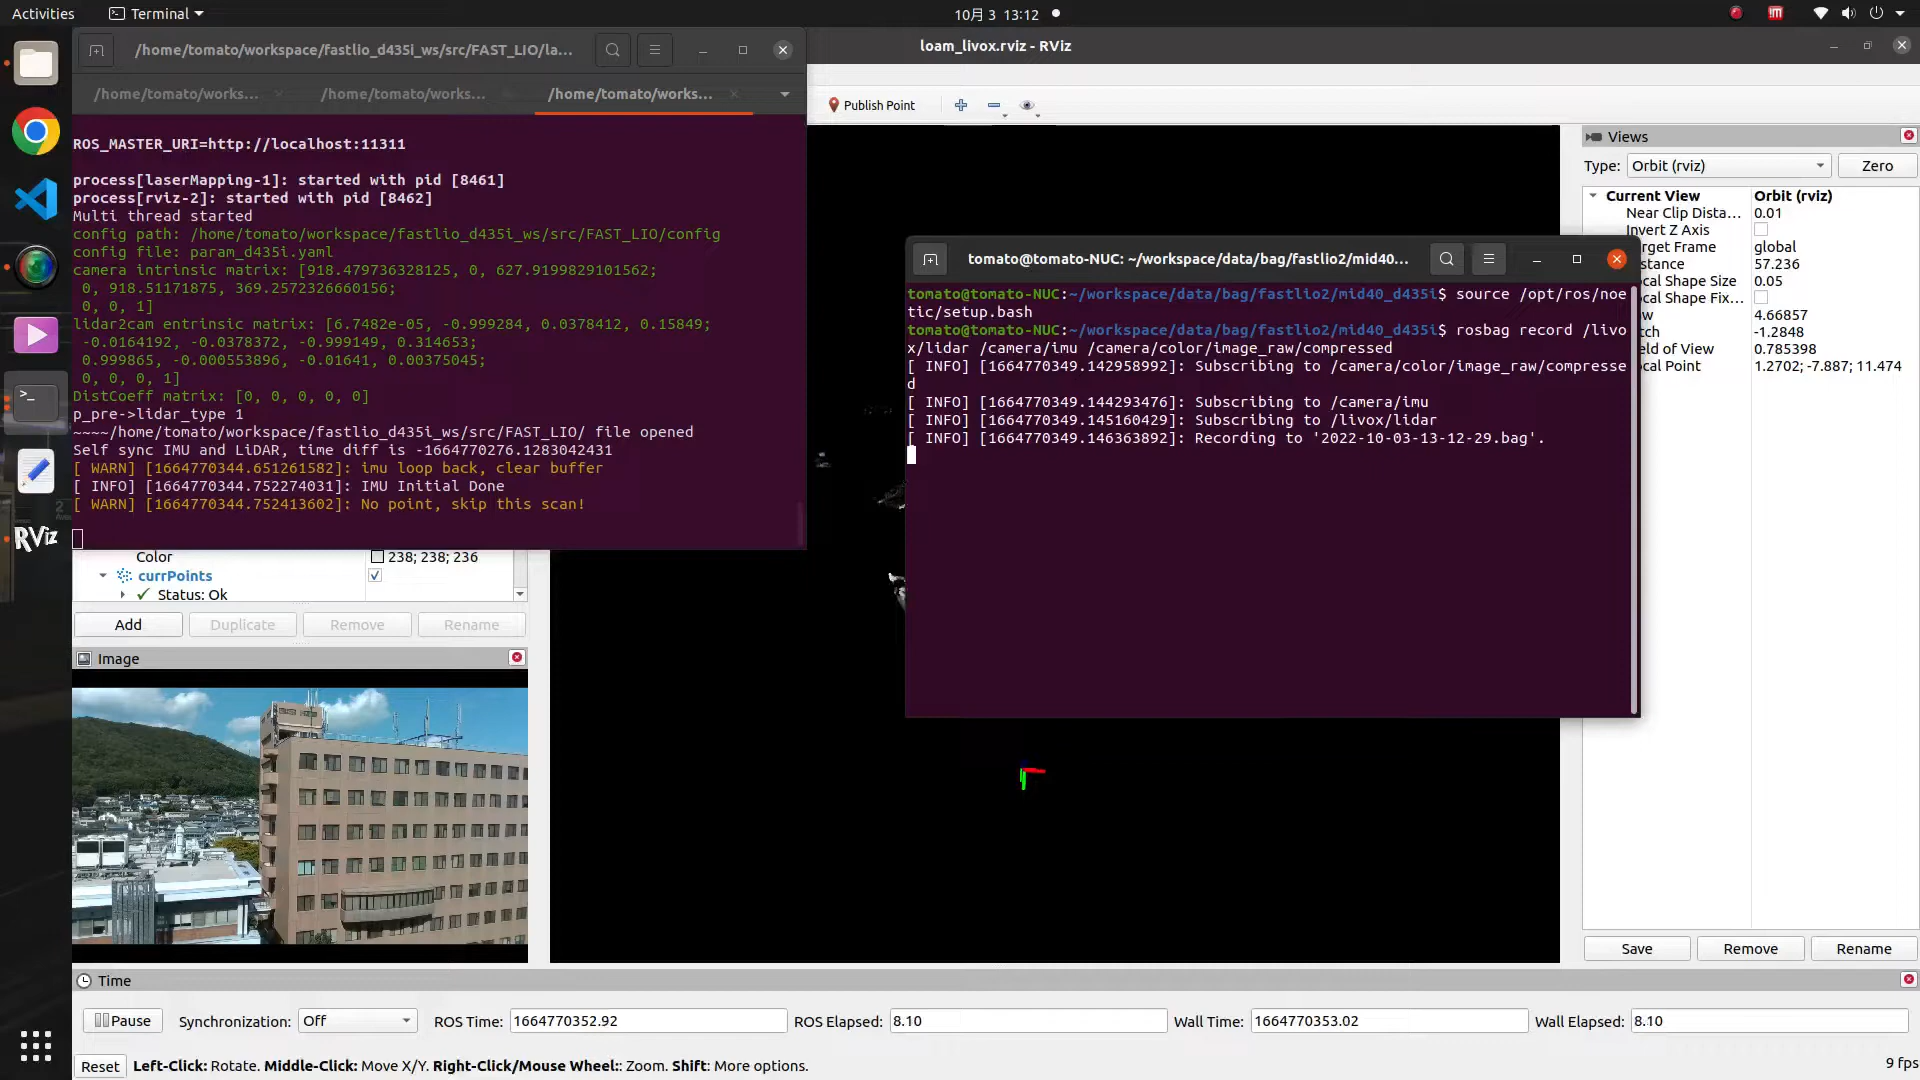 Activities
Terminal
10月 3 13:12
/home/tomato/workspace/fastlio_d435i_ws/src/FAST_LIO/la...
loam_livox.rviz - RViz
/home/tomato/works...
/home/tomato/works...
/home/tomato/works...
Publish Point
ROS_MASTER_URI=http://localhost:11311
process[laserMapping-1]: started with pid [8461]
process[rviz-2]: started with pid [8462]
Multi thread started
config path: /home/tomato/workspace/fastlio_d435i_ws/src/FAST_LIO/config
config file: param_d435i.yaml
camera intrinsic matrix: [918.479736328125, 0, 627.9199829101562;
0, 918.51171875, 369.2572326660156;
0, 0, 1]
lidar2cam entrinsic matrix: [6.7482e-05, -0.999284, 0.0378412, 0.15849;
-0.0164192, -0.0378372, -0.999149, 0.314653;
0.999865, -0.000553896, -0.01641, 0.00375045;
0, 0, 0, 1]
DistCoeff matrix: [0, 0, 0, 0, 0]
p_pre->lidar_type 1
~~~~/home/tomato/workspace/fastlio_d435i_ws/src/FAST_LIO/ file opened
Self sync IMU and LiDAR, time diff is -1664770276.1283042431
[ WARN] [1664770344.651261582]: imu loop back, clear buffer
[ INFO] [1664770344.752274031]: IMU Initial Done
[ WARN] [1664770344.752413602]: No point, skip this scan!
tomato@tomato-NUC: ~/workspace/data/bag/fastlio2/mid40...
tomato@tomato-NUC:~/workspace/data/bag/fastlio2/mid40_d435i$ source /opt/ros/noe
tic/setup.bash
tomato@tomato-NUC:~/workspace/data/bag/fastlio2/mid40_d435i$ rosbag record /livo
x/lidar /camera/imu /camera/color/image_raw/compressed
[ INFO] [1664770349.142958992]: Subscribing to /camera/color/image_raw/compresse
d
[ INFO] [1664770349.144293476]: Subscribing to /camera/imu
[ INFO] [1664770349.145160429]: Subscribing to /livox/lidar
[ INFO] [1664770349.146363892]: Recording to '2022-10-03-13-12-29.bag'.
Views
Type: Orbit (rviz) Zero
Current View Orbit (rviz)
Near Clip Dista... 0.01
Invert Z Axis
rget Frame global
stance 57.236
cal Shape Size 0.05
cal Shape Fix...
w 4.66857
tch -1.2848
eld of View 0.785398
cal Point 1.2702; -7.887; 11.474
Save Remove Rename
RViz
Color 238; 238; 236
currPoints
Status: Ok
Add Duplicate Remove Rename
Image
Time
Pause Synchronization: Off ROS Time: 1664770352.92 ROS Elapsed: 8.10 Wall Time: 1664770353.02 Wall Elapsed: 8.10
Reset Left-Click: Rotate. Middle-Click: Move X/Y. Right-Click/Mouse Wheel:: Zoom. Shift: More options. 9 fps